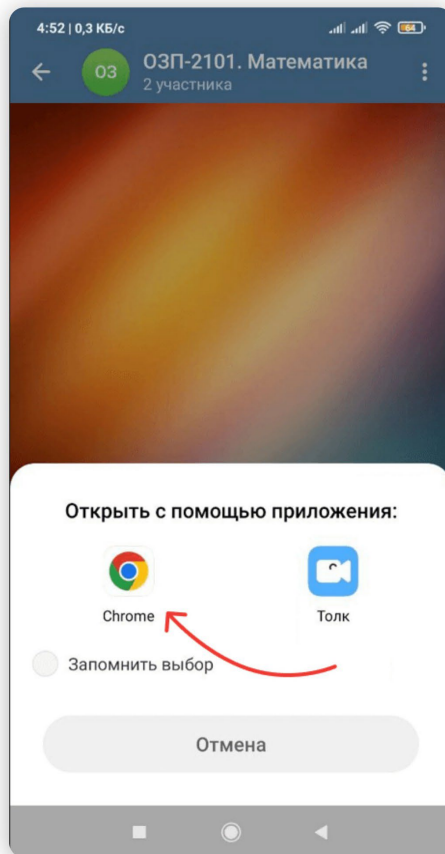 4:52 | 0,3 КБ/с 64
ОЗ
ОЗП-2101. Математика
2 участника
Открыть с помощью приложения:
Chrome Толк
Запомнить выбор
Отмена